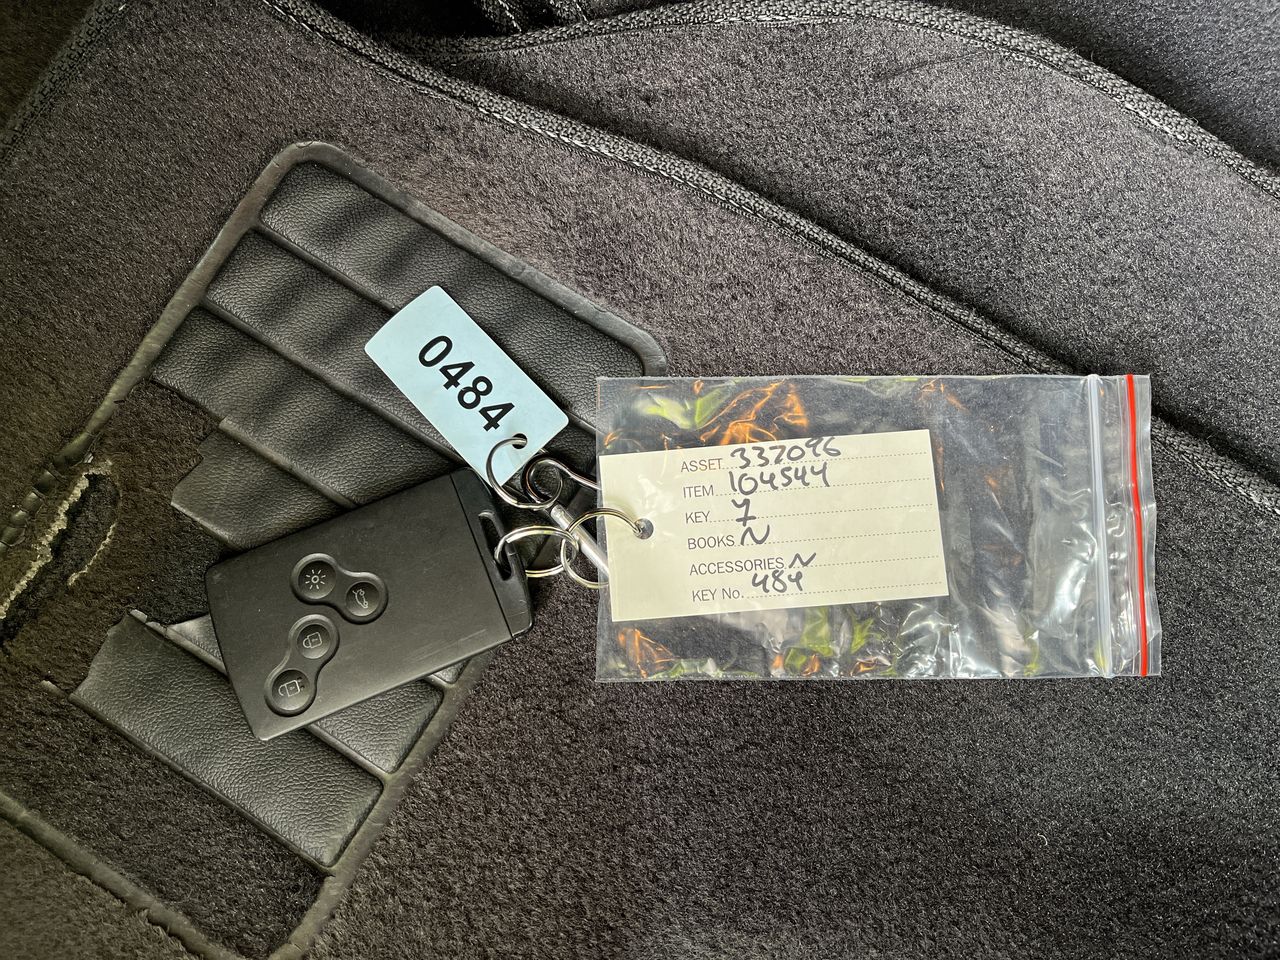 0484
ASSET 337096
ITEM 104544
KEY 7
BOOKS N
ACCESSORIES N
KEY No. 484